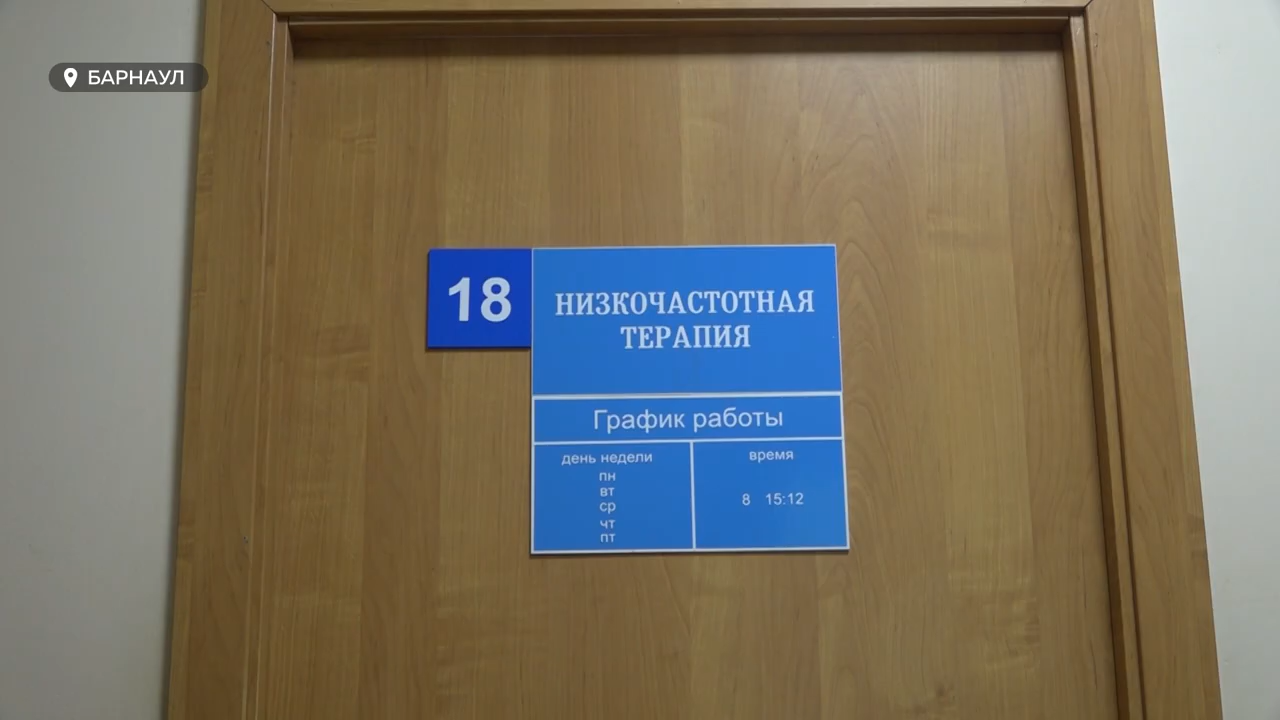 БАРНАУЛ
18
НИЗКОЧАСТОТНАЯ
ТЕРАПИЯ
График работы
день недели
пн
вт
ср
чт
пт
время
8 15:12